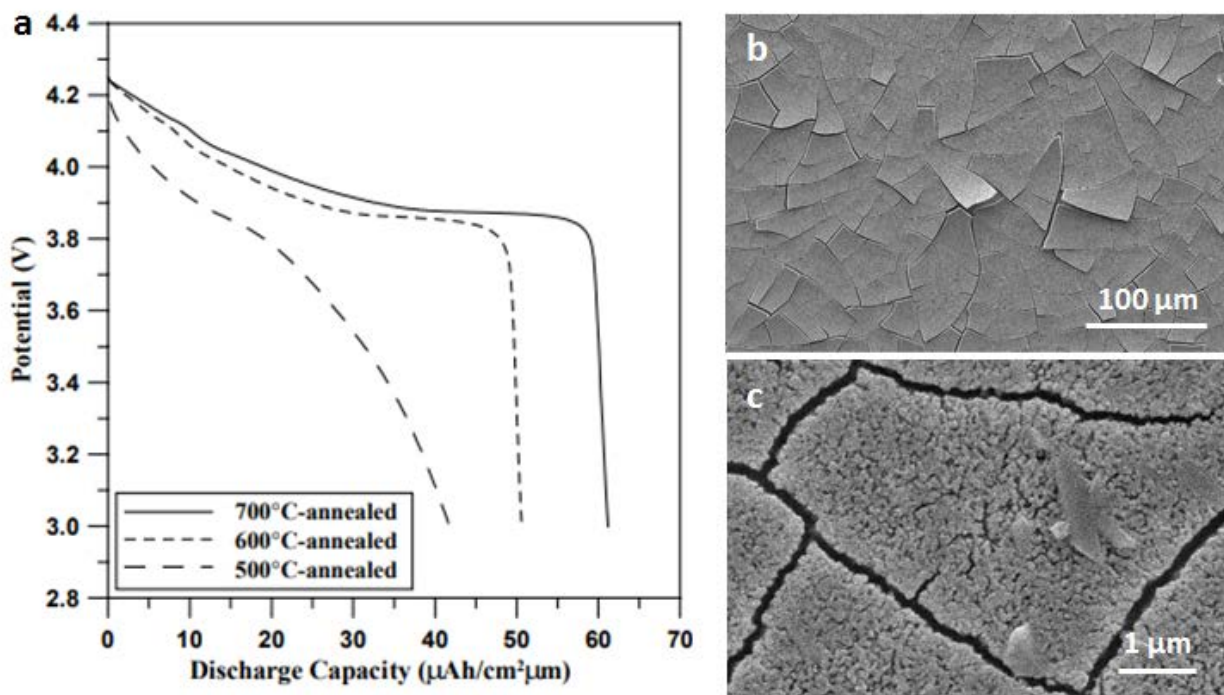 a
4.4
4.2
4.0
3.8
3.6
3.4
3.2
3.0
2.8
Potential (V)
700°C-annealed
600°C-annealed
500°C-annealed
0 10 20 30 40 50 60 70
Discharge Capacity (μAh/cm²μm)
b
100 μm
c
1 μm